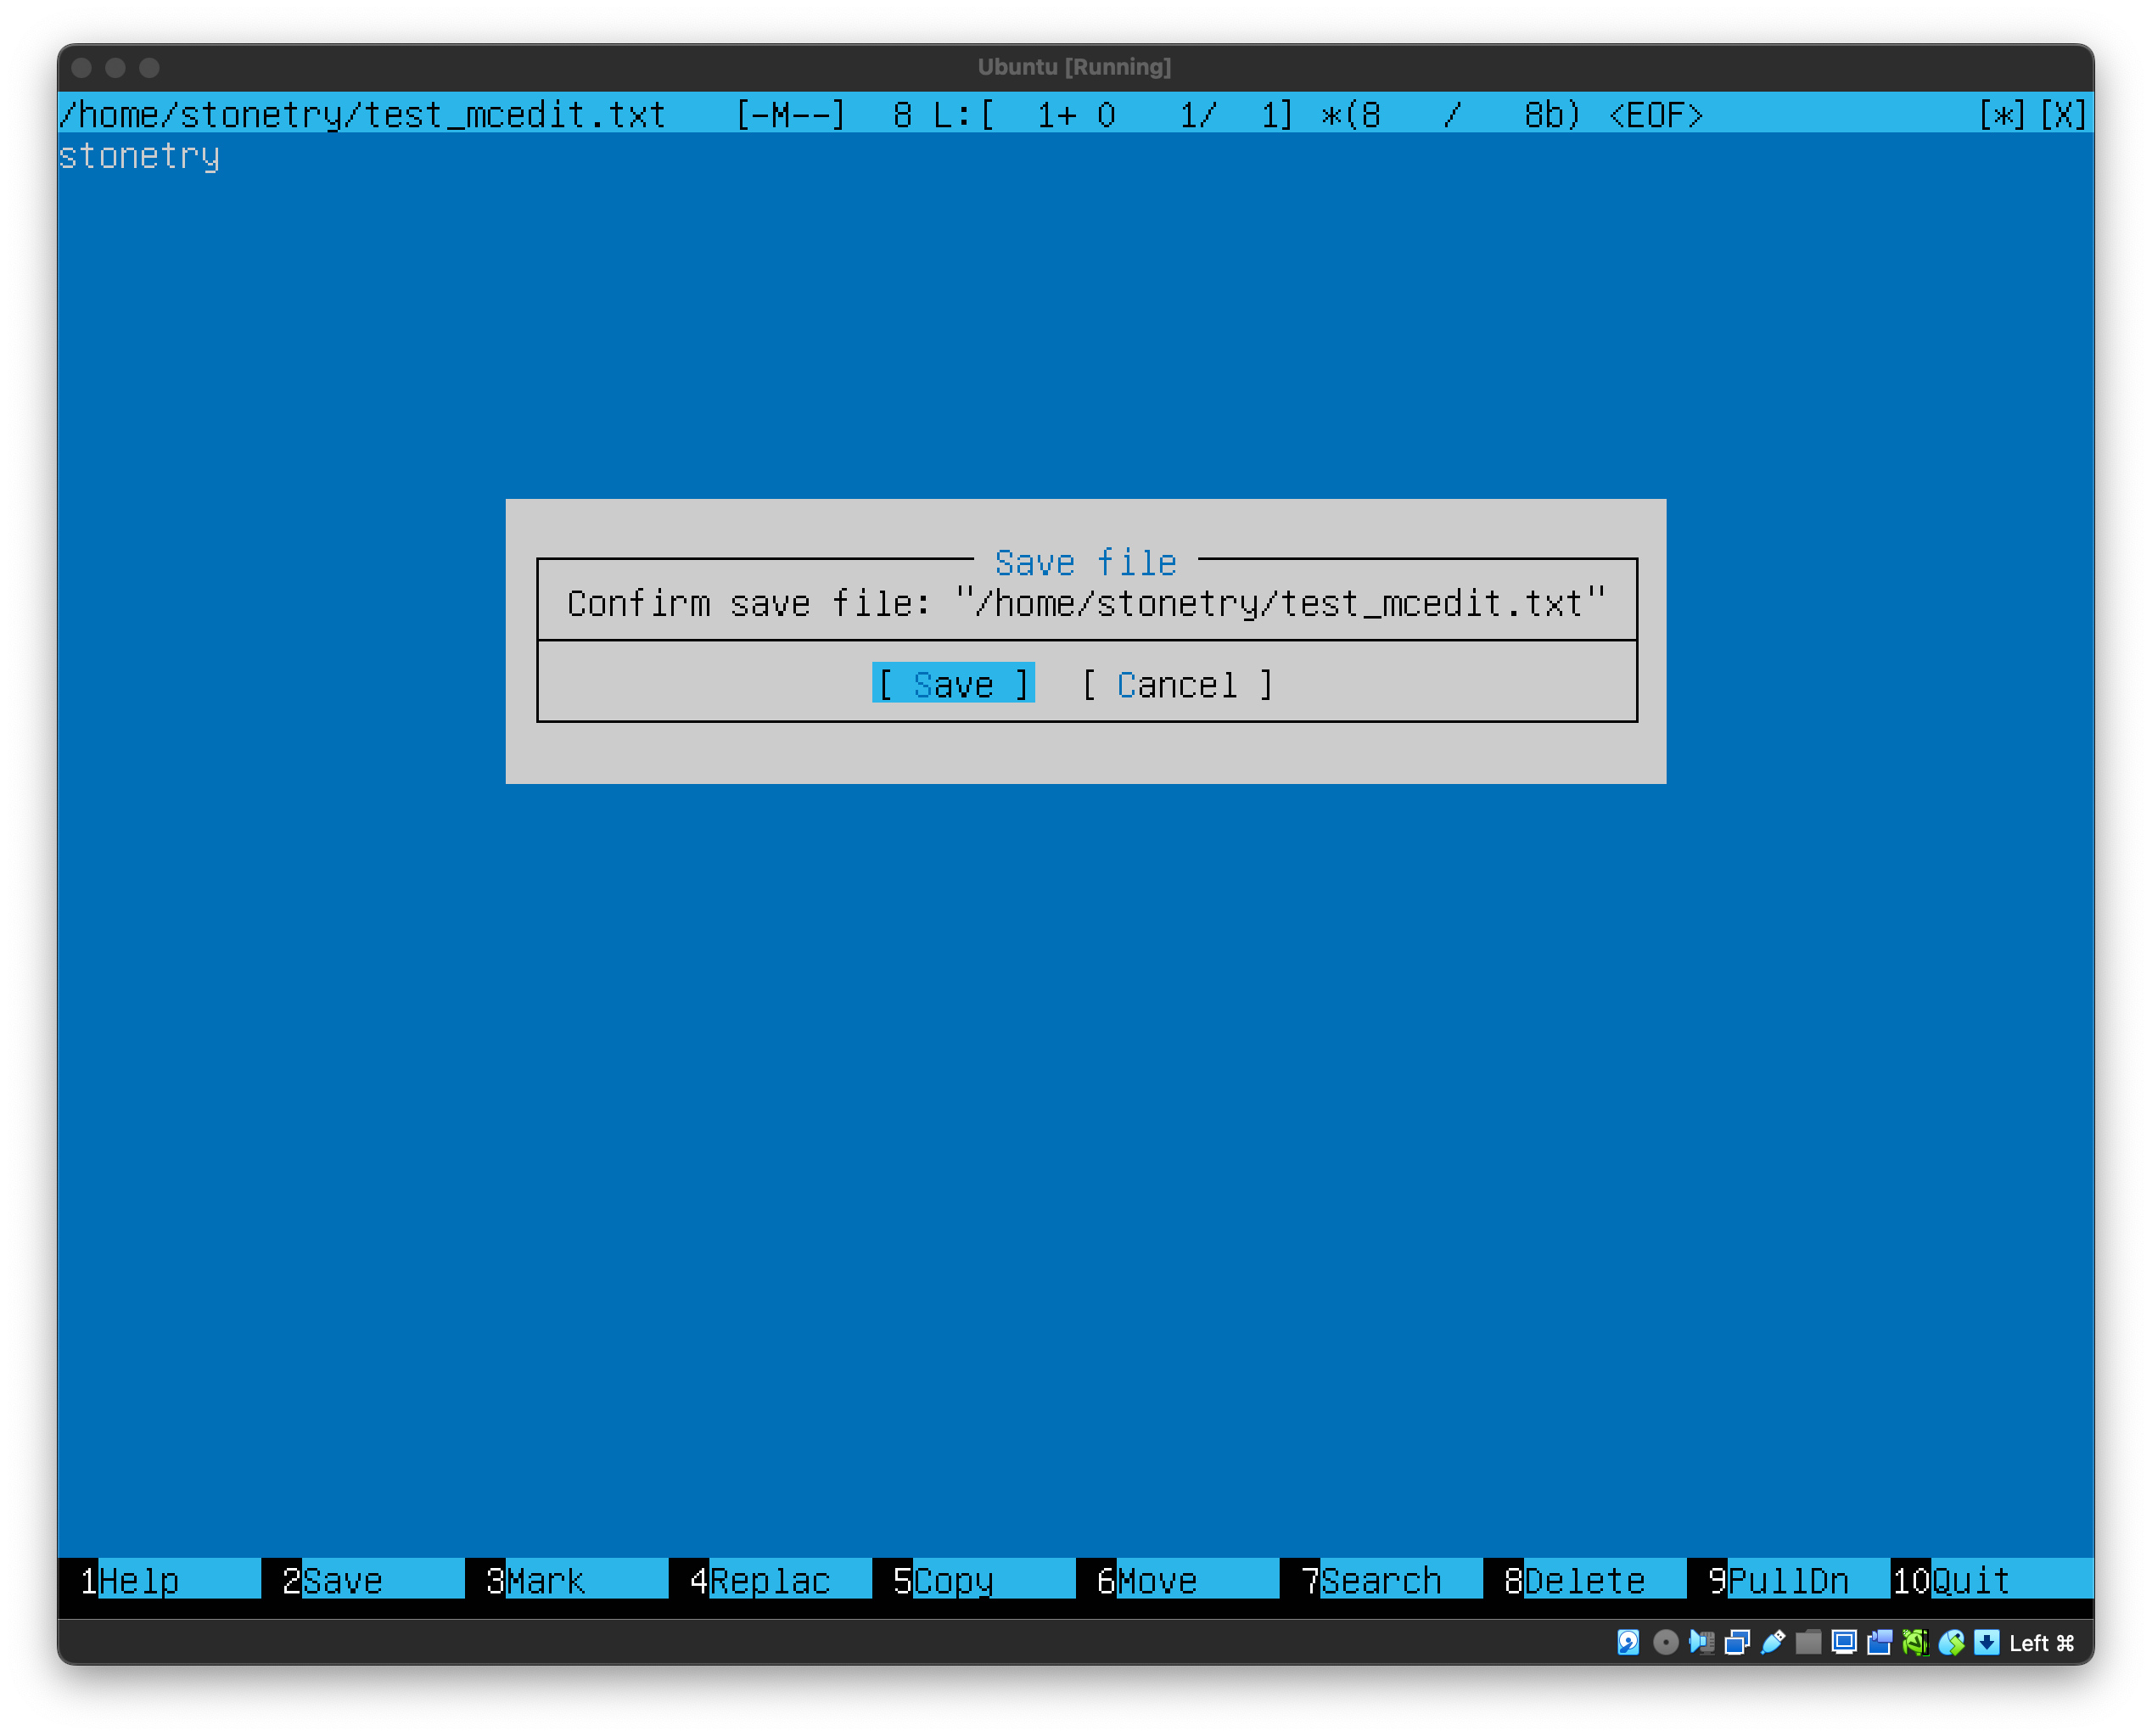 Ubuntu [Running]
/home/stonetry/test_mcedit.txt   [-M--]  8 L:[  1+ 0   1/  1] *(8   /   8b) <EOF>   [*][X]
stonetry
Save file
Confirm save file: "/home/stonetry/test_mcedit.txt"
[ Save ]  [ Cancel ]
1Help  2Save  3Mark  4Replac  5Copy  6Move  7Search  8Delete  9PullDn  10Quit
Left ⌘